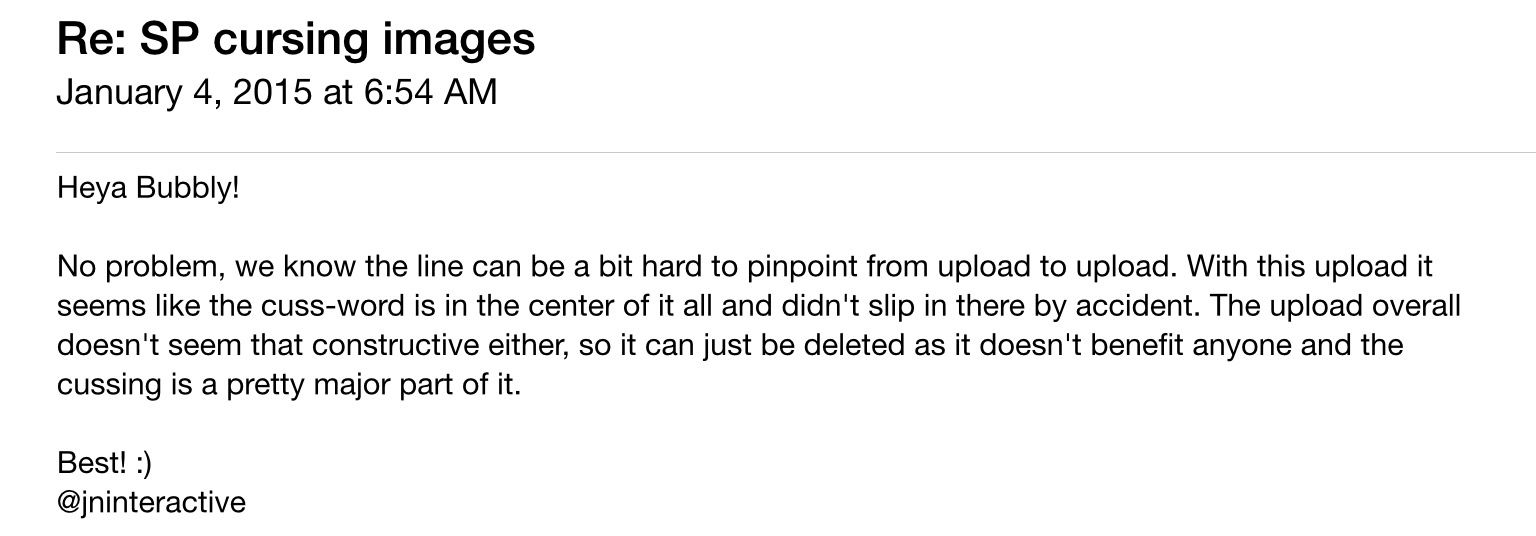 Re: SP cursing images
January 4, 2015 at 6:54 AM
Heya Bubbly!
No problem, we know the line can be a bit hard to pinpoint from upload to upload. With this upload it
seems like the cuss-word is in the center of it all and didn't slip in there by accident. The upload overall
doesn't seem that constructive either, so it can just be deleted as it doesn't benefit anyone and the
cussing is a pretty major part of it.
Best! :)
@jninteractive